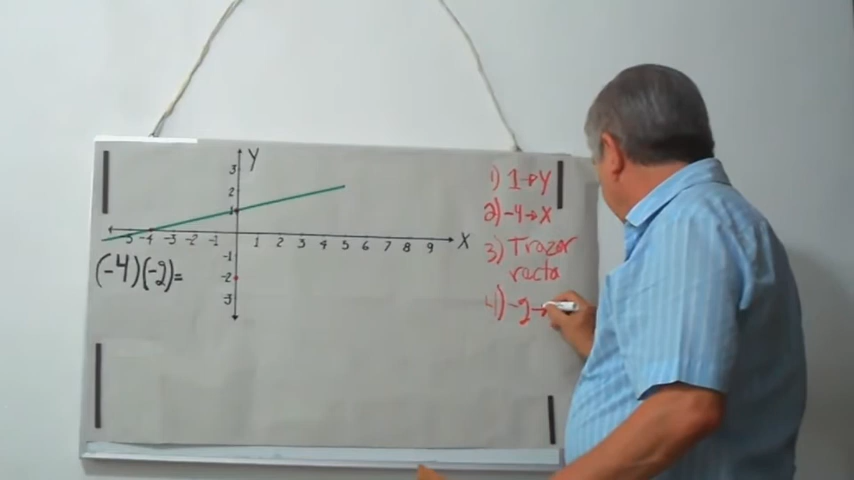 Y
3
2
1
-5 -4 -3 -2 -1 1 2 3 4 5 6 7 8 9 X
-1
-2
-3
(-4)(-2)=
1) 1→Y
2) -4→X
3) Trazar
recta
4) -2→